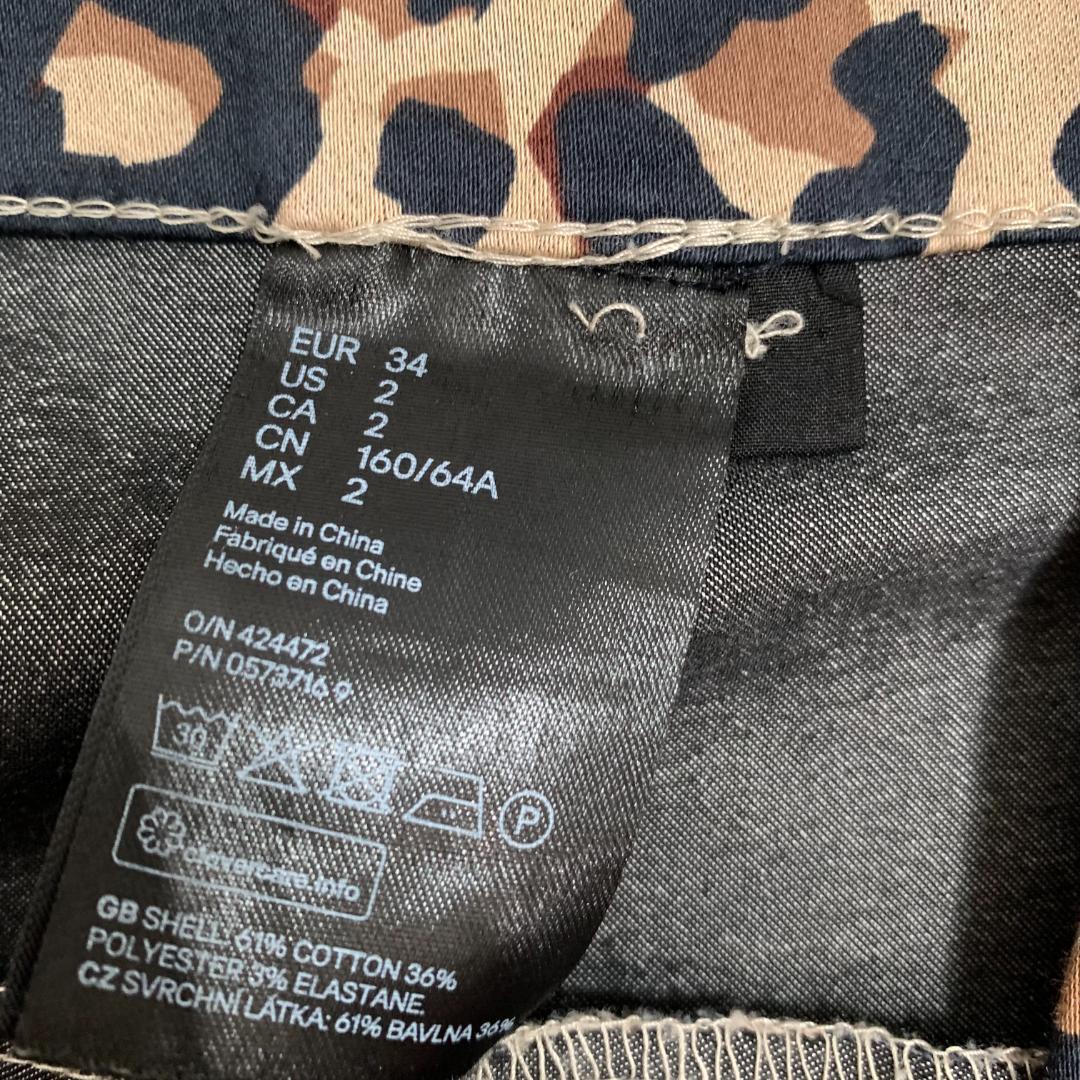 EUR 34
US 2
CA 2
CN 160/64A
MX 2
Made in China
Fabriqué en Chine
Hecho en China
O/N 424472
P/N 0573716 9
30
P
clevercare.info
GB SHELL: 61% COTTON 36%
POLYESTER 3% ELASTANE.
CZ SVRCHNÍ LÁTKA: 61% BAVLNA 36%